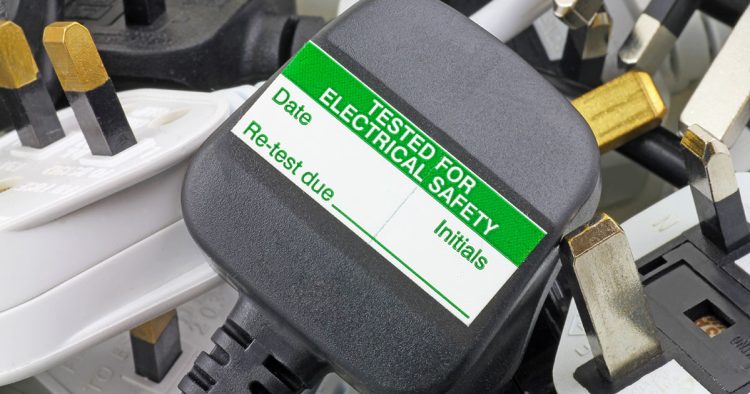 TESTED FOR
ELECTRICAL SAFETY
Date
Initials
Re-test due